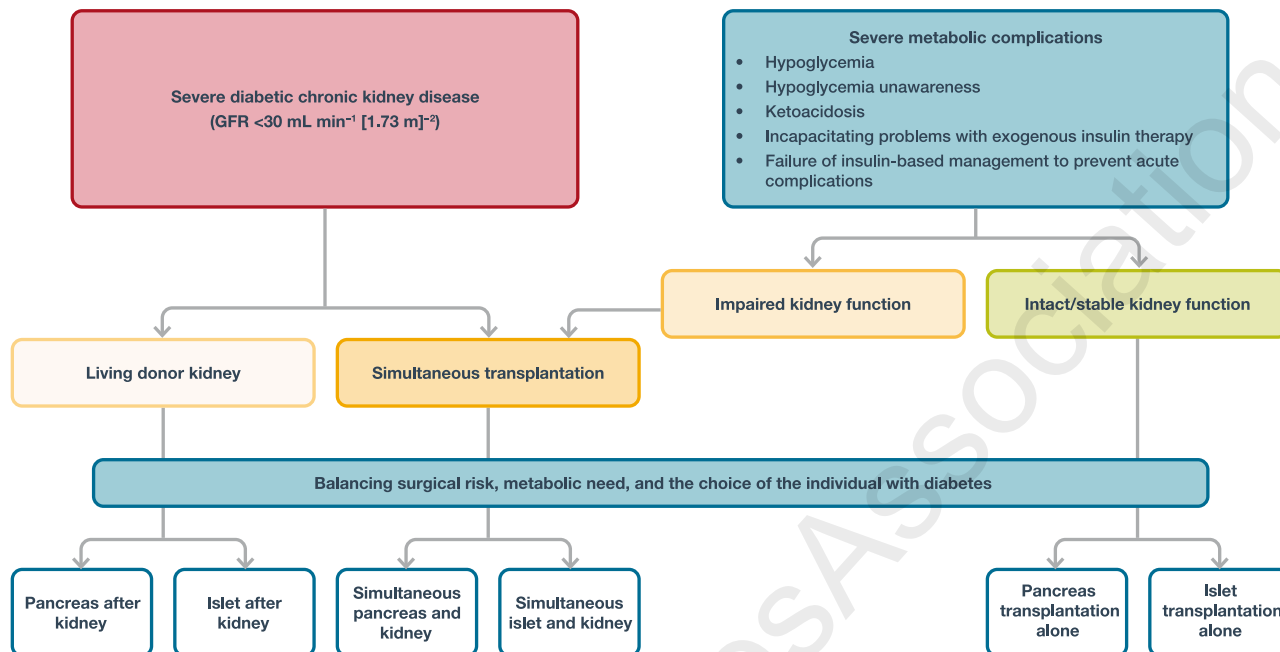 Severe diabetic chronic kidney disease
(GFR <30 mL min⁻¹ [1.73 m]⁻²)
Severe metabolic complications
• Hypoglycemia
• Hypoglycemia unawareness
• Ketoacidosis
• Incapacitating problems with exogenous insulin therapy
• Failure of insulin-based management to prevent acute
complications
Impaired kidney function
Intact/stable kidney function
Living donor kidney
Simultaneous transplantation
Balancing surgical risk, metabolic need, and the choice of the individual with diabetes
Pancreas after
kidney
Islet after
kidney
Simultaneous
pancreas and
kidney
Simultaneous
islet and kidney
Pancreas
transplantation
alone
Islet
transplantation
alone
Association